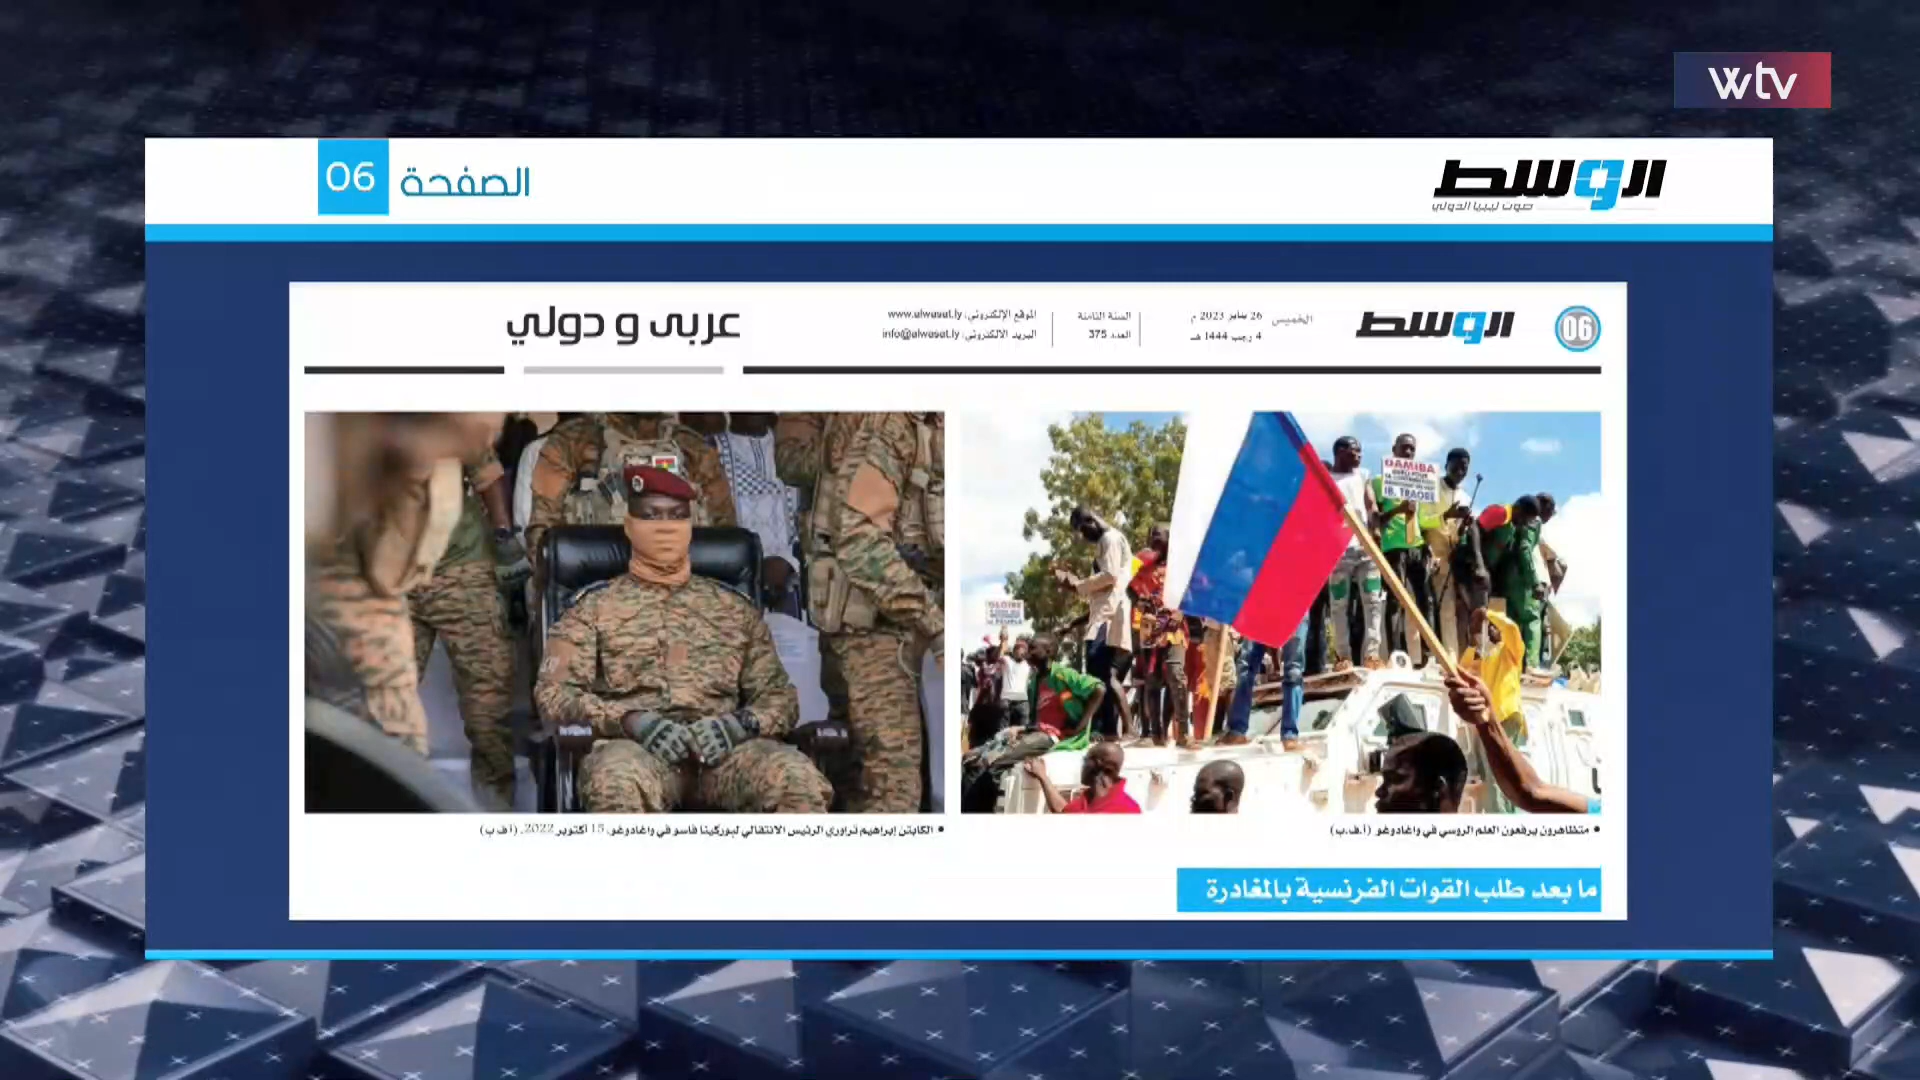 wtv
الوسط
صوت ليبيا الدولي
الصفحة 06
06
الوسط
الخميس
26 يناير 2023 م
4 رجب 1444 هـ
السنة الثامنة
العدد 375
الموقع الإلكتروني: www.alwasat.ly
البريد الالكتروني: info@alwasat.ly
عربى و دولي
DAMIBA
IB. TRAORE
• متظاهرون يرفعون العلم الروسي في واغادوغو (أ.ف.ب)
• الكابتن إبراهيم تراوري الرئيس الانتقالي لبوركينا فاسو في واغادوغو، 15 أكتوبر 2022. (أ ف ب)
ما بعد طلب القوات الفرنسية بالمغادرة